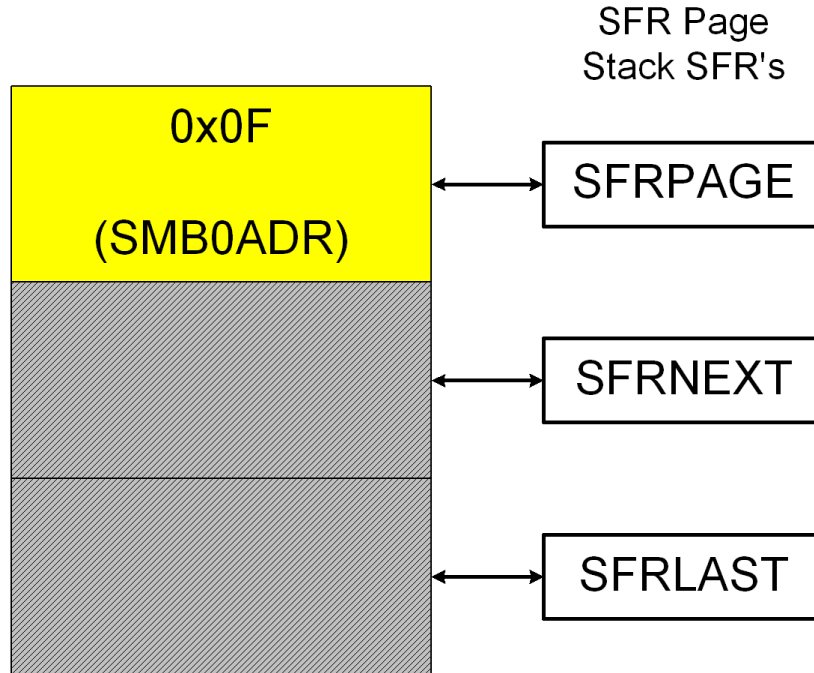 SFR Page
Stack SFR's
0x0F
(SMB0ADR)
SFRPAGE
SFRNEXT
SFRLAST